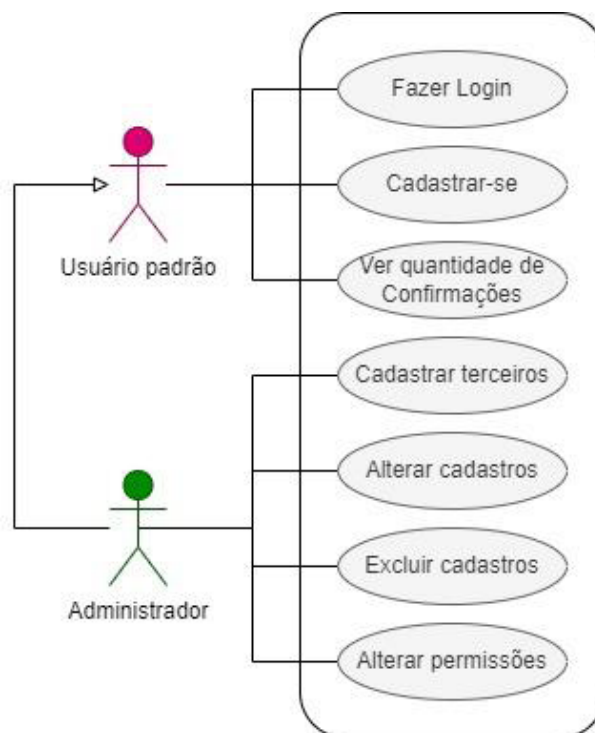 Fazer Login
Cadastrar-se
Usuário padrão
Ver quantidade de
Confirmações
Cadastrar terceiros
Alterar cadastros
Excluir cadastros
Administrador
Alterar permissões